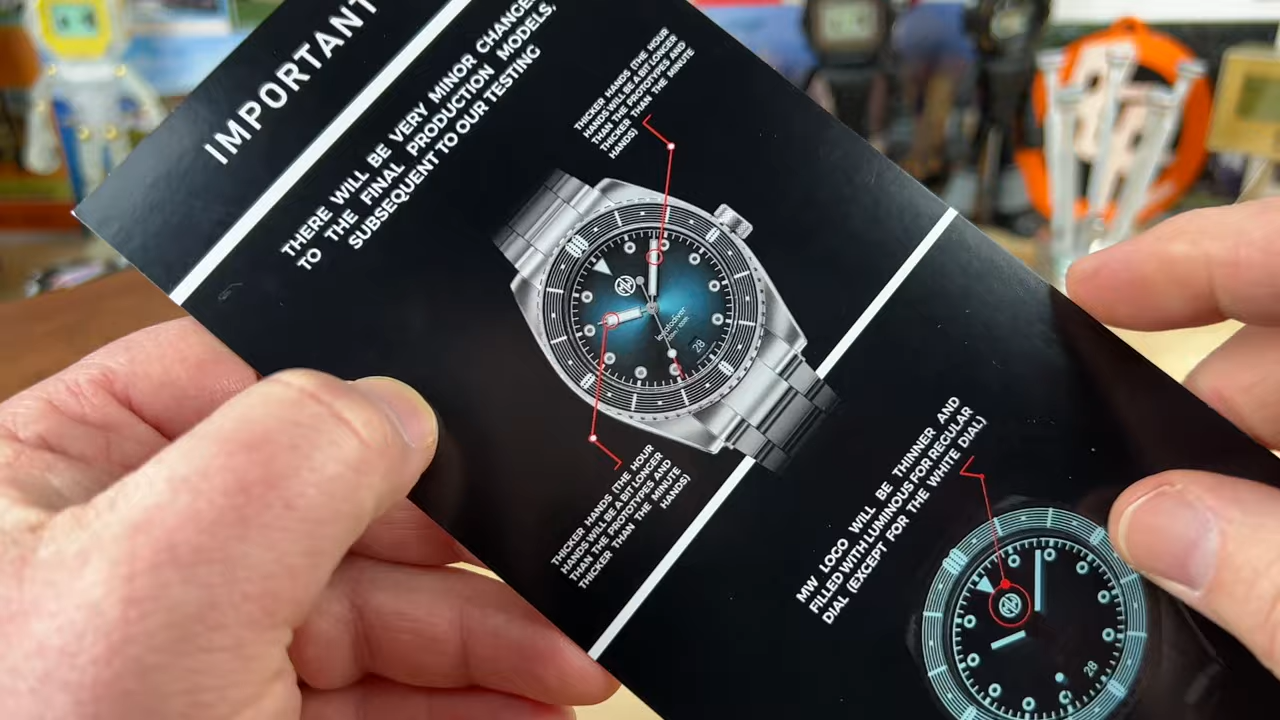 IMPORTANT
THERE WILL BE VERY MINOR CHANGES
TO THE FINAL PRODUCTION MODELS,
SUBSEQUENT TO OUR TESTING
THICKER HANDS (THE HOUR
HANDS WILL BE A BIT LONGER
THAN THE PROTOTYPES AND
THICKER THAN THE MINUTE
HANDS)
MW
28
THICKER HANDS (THE HOUR
HANDS WILL BE A BIT LONGER
THAN THE PROTOTYPES AND
THICKER THAN THE MINUTE
HANDS)
MW LOGO WILL BE THINNER AND
FILLED WITH LUMINOUS FOR REGULAR
DIAL (EXCEPT FOR THE WHITE DIAL)
MW
28